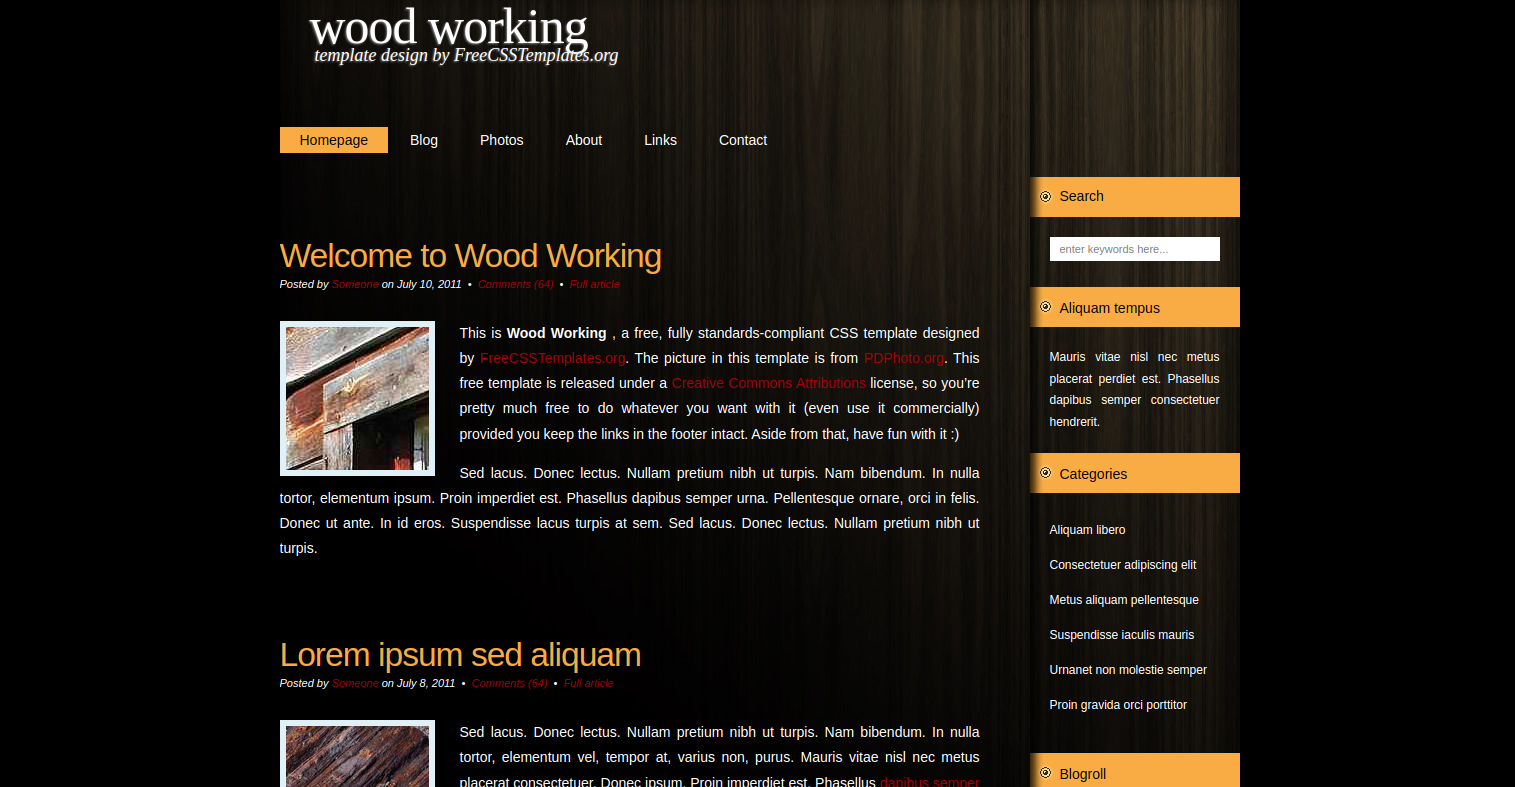 wood working
template design by FreeCSSTemplates.org
Homepage
Blog
Photos
About
Links
Contact
Welcome to Wood Working
Posted by Someone on July 10, 2011 • Comments (64) • Full article
This is Wood Working , a free, fully standards-compliant CSS template designed
by FreeCSSTemplates.org. The picture in this template is from PDPhoto.org. This
free template is released under a Creative Commons Attributions license, so you're
pretty much free to do whatever you want with it (even use it commercially)
provided you keep the links in the footer intact. Aside from that, have fun with it :)
Sed lacus. Donec lectus. Nullam pretium nibh ut turpis. Nam bibendum. In nulla
tortor, elementum ipsum. Proin imperdiet est. Phasellus dapibus semper urna. Pellentesque ornare, orci in felis.
Donec ut ante. In id eros. Suspendisse lacus turpis at sem. Sed lacus. Donec lectus. Nullam pretium nibh ut
turpis.
Lorem ipsum sed aliquam
Posted by Someone on July 8, 2011 • Comments (64) • Full article
Sed lacus. Donec lectus. Nullam pretium nibh ut turpis. Nam bibendum. In nulla
tortor, elementum vel, tempor at, varius non, purus. Mauris vitae nisl nec metus
placerat consectetuer. Donec ipsum. Proin imperdiet est. Phasellus dapibus semper
Search
enter keywords here...
Aliquam tempus
Mauris vitae nisl nec metus
placerat perdiet est. Phasellus
dapibus semper consectetuer
hendrerit.
Categories
Aliquam libero
Consectetuer adipiscing elit
Metus aliquam pellentesque
Suspendisse iaculis mauris
Urnanet non molestie semper
Proin gravida orci porttitor
Blogroll